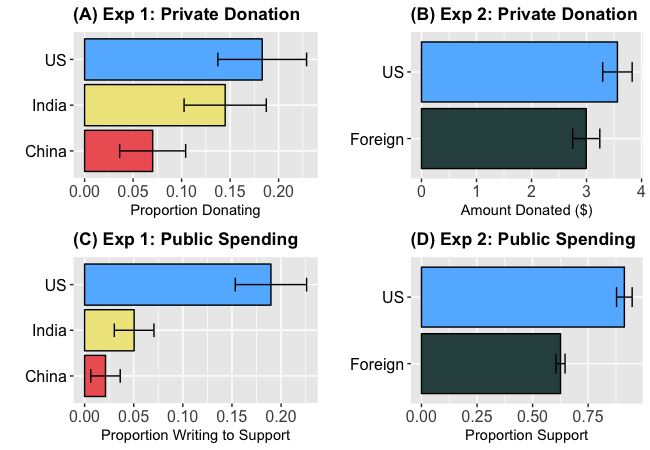 (A) Exp 1: Private Donation
US
India
China
0.00 0.05 0.10 0.15 0.20
Proportion Donating
(B) Exp 2: Private Donation
US
Foreign
0 1 2 3 4
Amount Donated ($)
(C) Exp 1: Public Spending
US
India
China
0.00 0.05 0.10 0.15 0.20
Proportion Writing to Support
(D) Exp 2: Public Spending
US
Foreign
0.00 0.25 0.50 0.75
Proportion Support